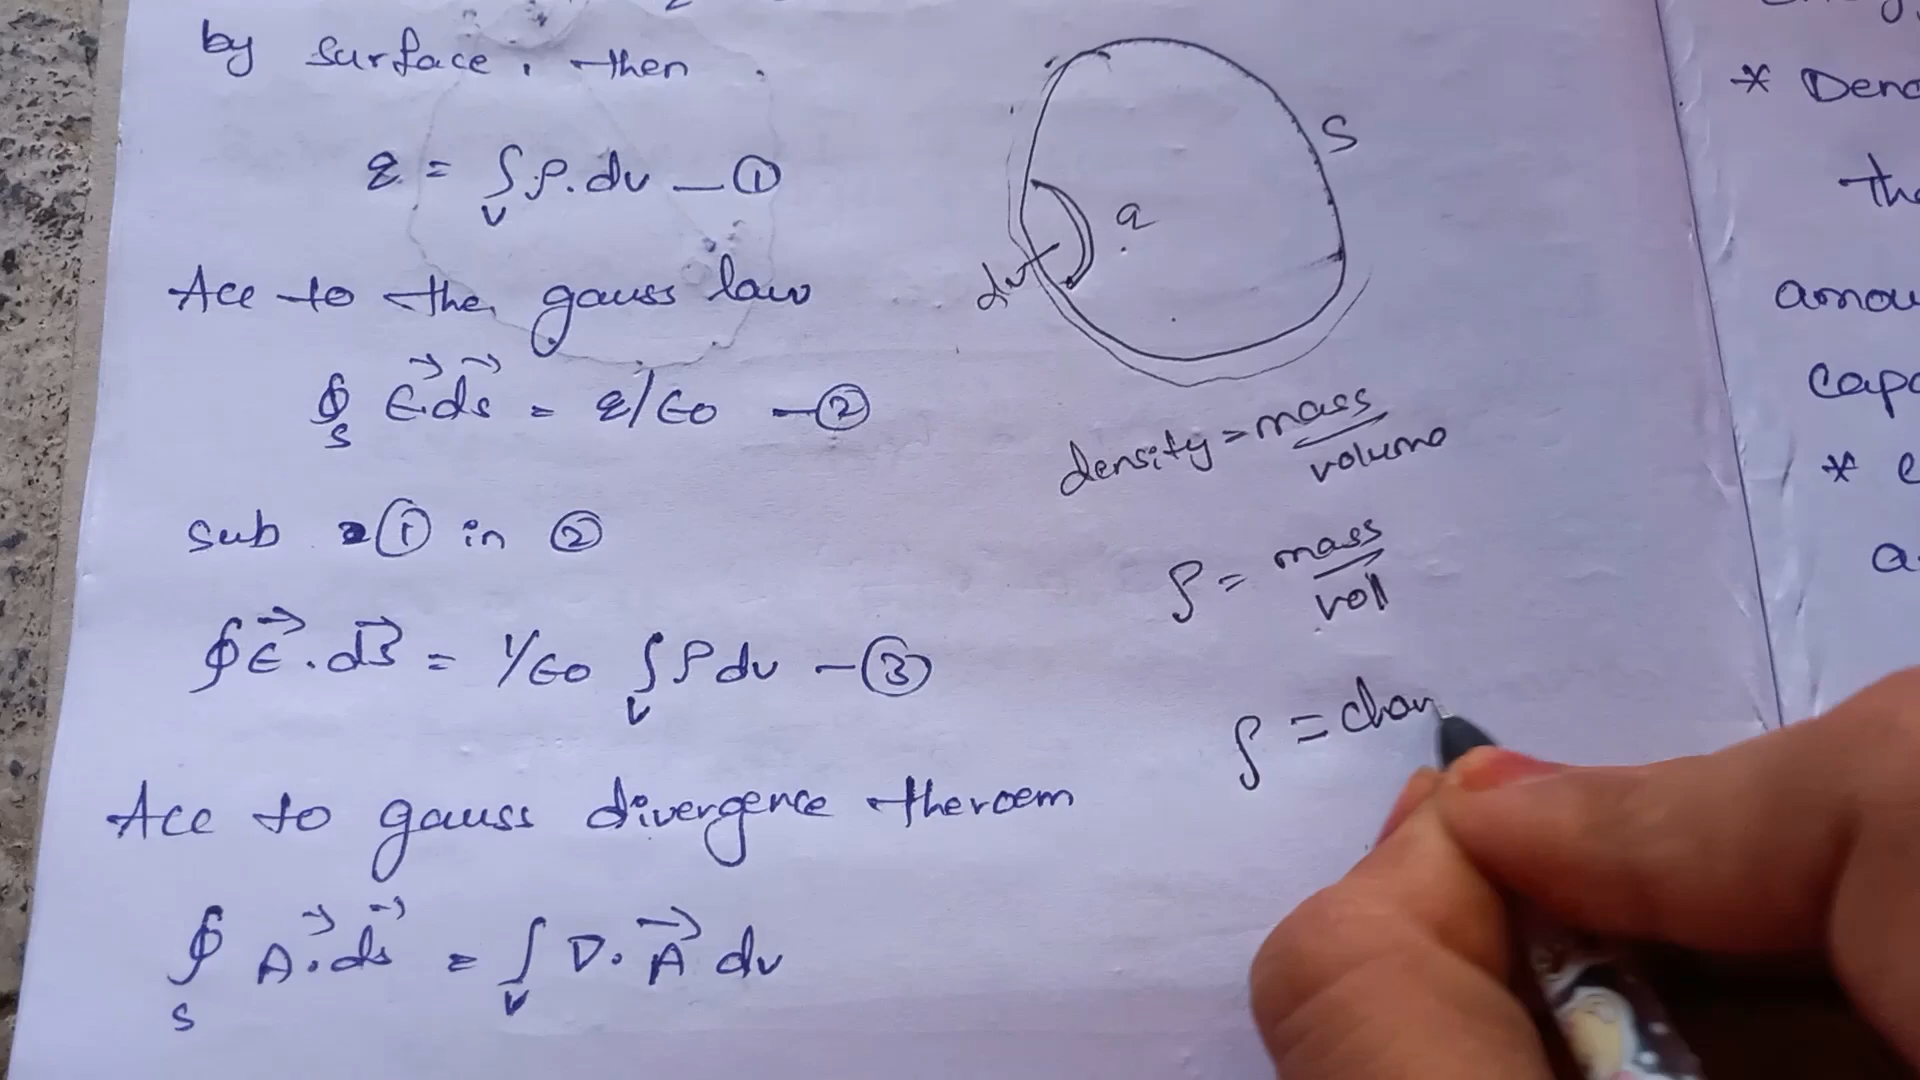 by surface, then
q = ∫ᵥ ρ. dv — ①
Acc to the gauss law
∮ₛ E⃗.ds⃗ = q/ε0 — ②
sub ① in ②
∮E⃗.dS⃗ = 1/ε0 ∫ᵥ ρ dv — ③
Acc to gauss divergence theroem
∮ₛ A⃗.ds⃗ = ∫ᵥ ∇. A⃗ dv
S
q
dv
density = mass/volume
ρ = mass/vol
ρ = char
* Deno
the
amou
capa
* e
a